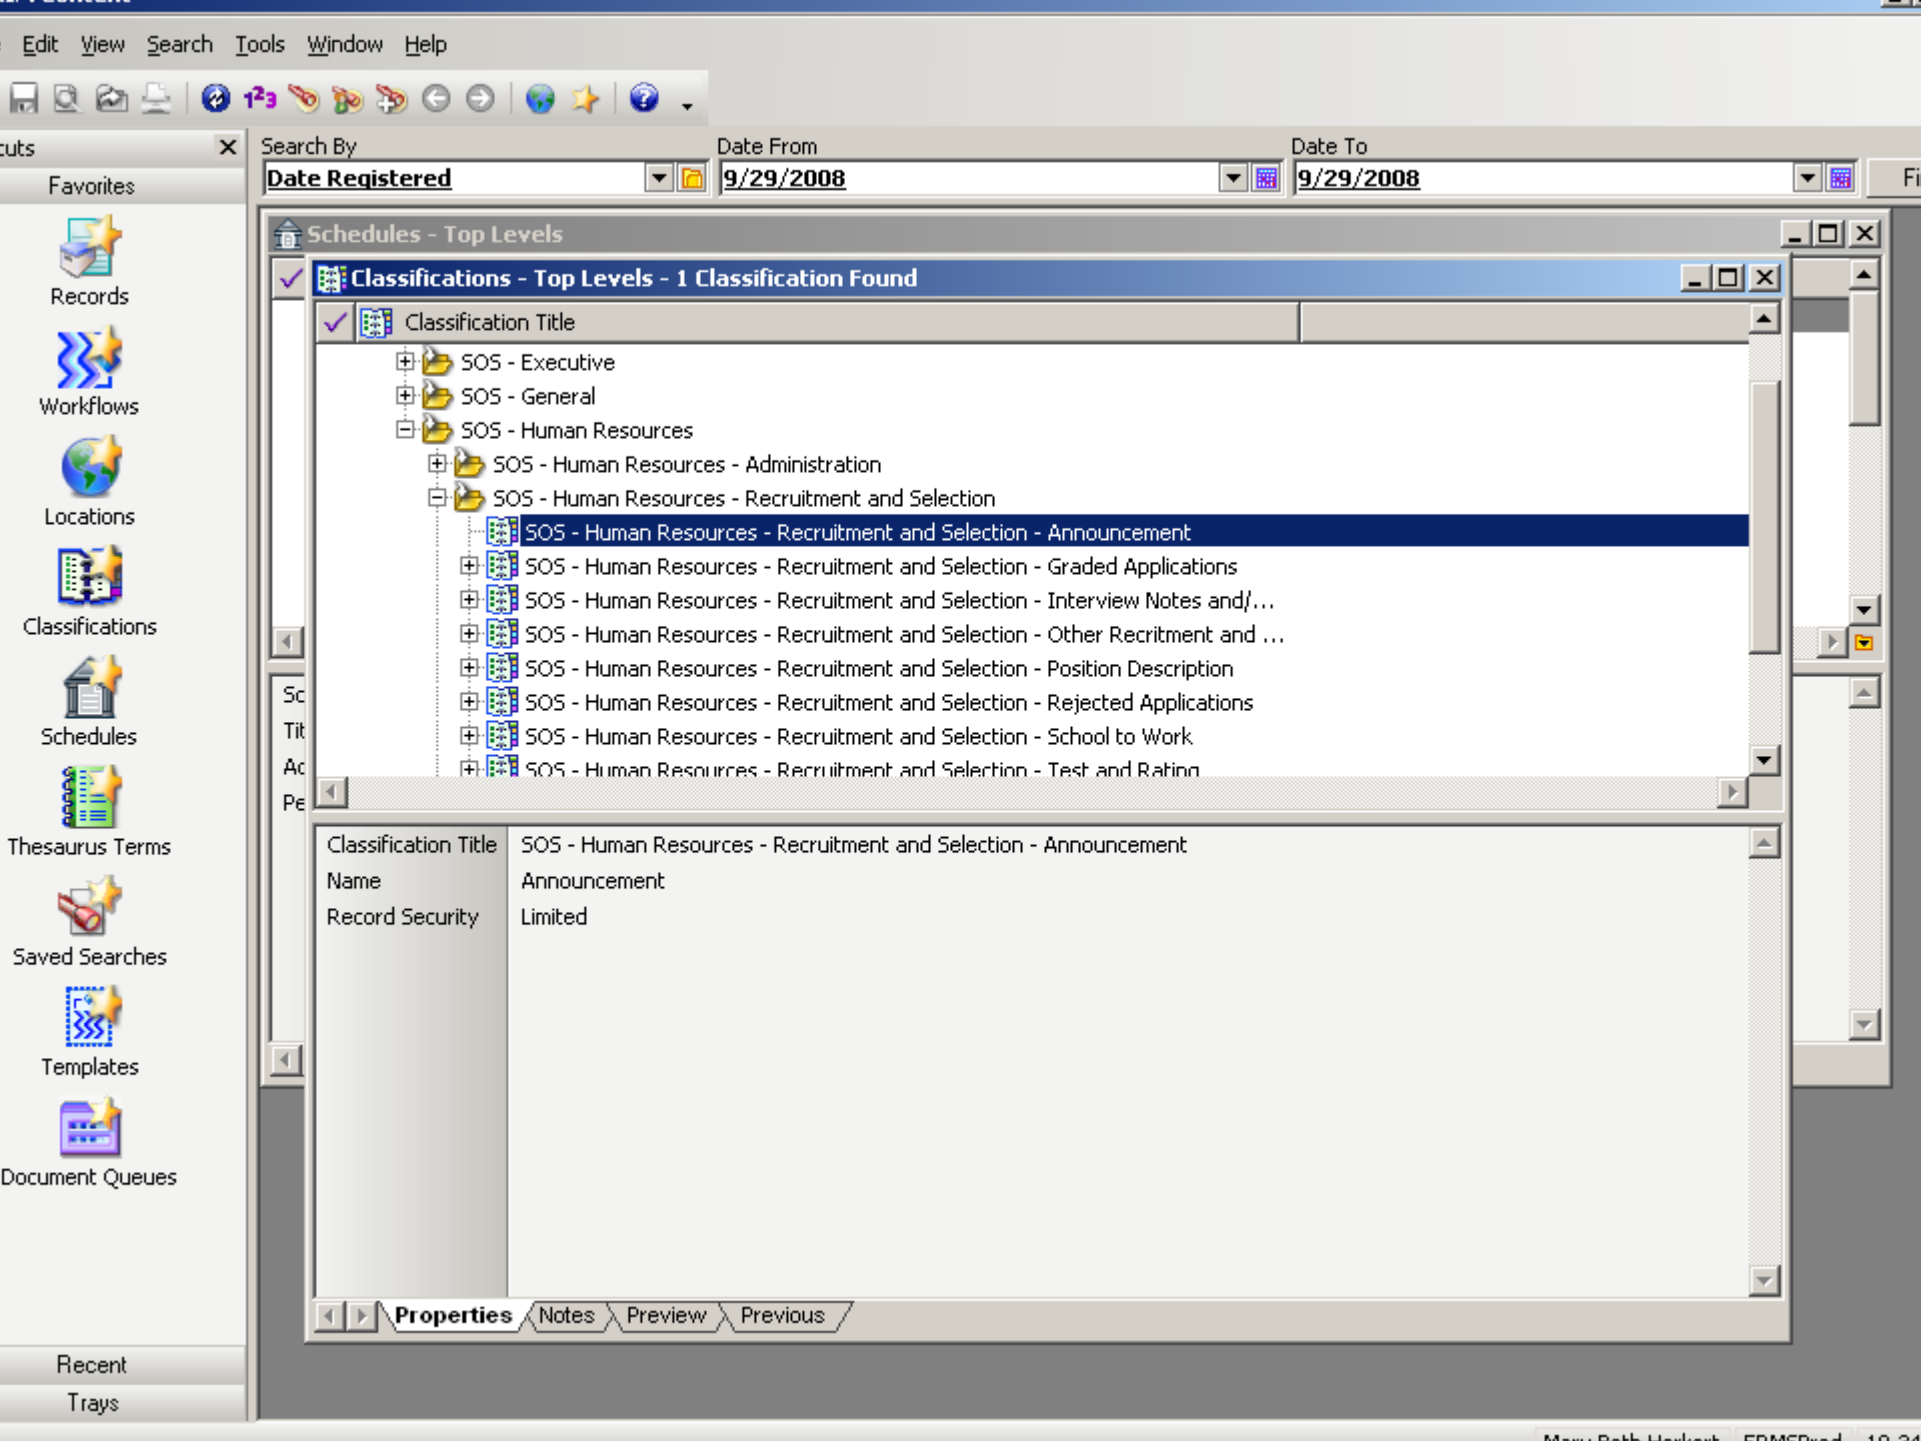 Edit View Search Tools Window Help
Search By Date From Date To
Date Registered 9/29/2008 9/29/2008
Favorites
Records
Workflows
Locations
Classifications
Schedules
Thesaurus Terms
Saved Searches
Templates
Document Queues
Recent
Trays
Schedules - Top Levels
Classifications - Top Levels - 1 Classification Found
Classification Title
SOS - Executive
SOS - General
SOS - Human Resources
SOS - Human Resources - Administration
SOS - Human Resources - Recruitment and Selection
SOS - Human Resources - Recruitment and Selection - Announcement
SOS - Human Resources - Recruitment and Selection - Graded Applications
SOS - Human Resources - Recruitment and Selection - Interview Notes and/...
SOS - Human Resources - Recruitment and Selection - Other Recritment and ...
SOS - Human Resources - Recruitment and Selection - Position Description
SOS - Human Resources - Recruitment and Selection - Rejected Applications
SOS - Human Resources - Recruitment and Selection - School to Work
SOS - Human Resources - Recruitment and Selection - Test and Rating
Classification Title SOS - Human Resources - Recruitment and Selection - Announcement
Name Announcement
Record Security Limited
Properties Notes Preview Previous